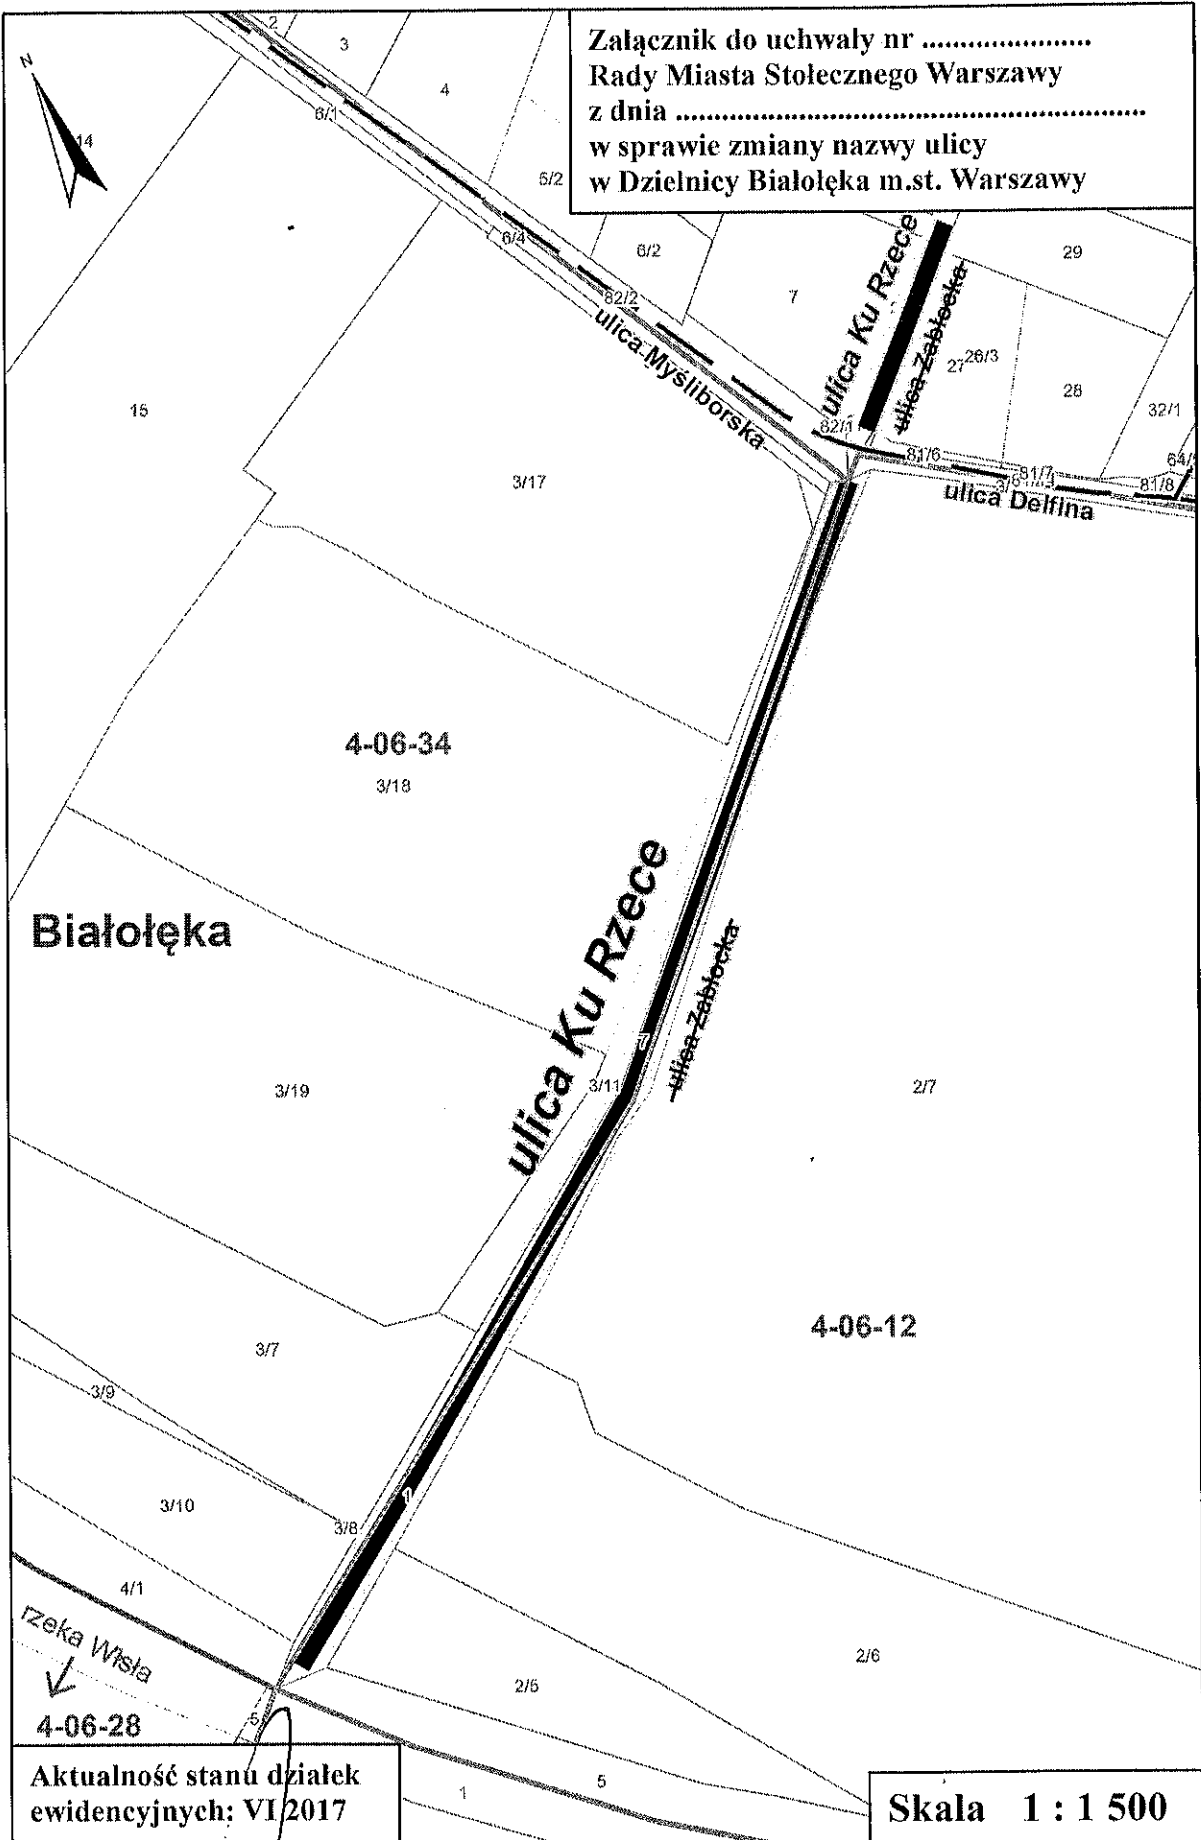 Załącznik do uchwały nr ......................
Rady Miasta Stołecznego Warszawy
z dnia .............................................................
w sprawie zmiany nazwy ulicy
w Dzielnicy Białołęka m.st. Warszawy
N
14
2
3
4
6/1
5/2
6/4
6/2
82/2
7
29
ulica Myśliborska
ulica Ku Rzece
ulica Zabłocka
27
26/3
28
32/1
82/1
81/6
81/7
81/8
ulica Delfina
15
3/17
4-06-34
3/18
Białołęka
ulica Ku Rzece
ulica Zabłocka
2
3/11
3/19
2/7
4-06-12
3/7
3/9
1
3/10
3/8
4/1
rzeka Wisła
2/6
2/5
4-06-28
5
5
1
Aktualność stanu działek
ewidencyjnych: VI 2017
Skala 1 : 1 500